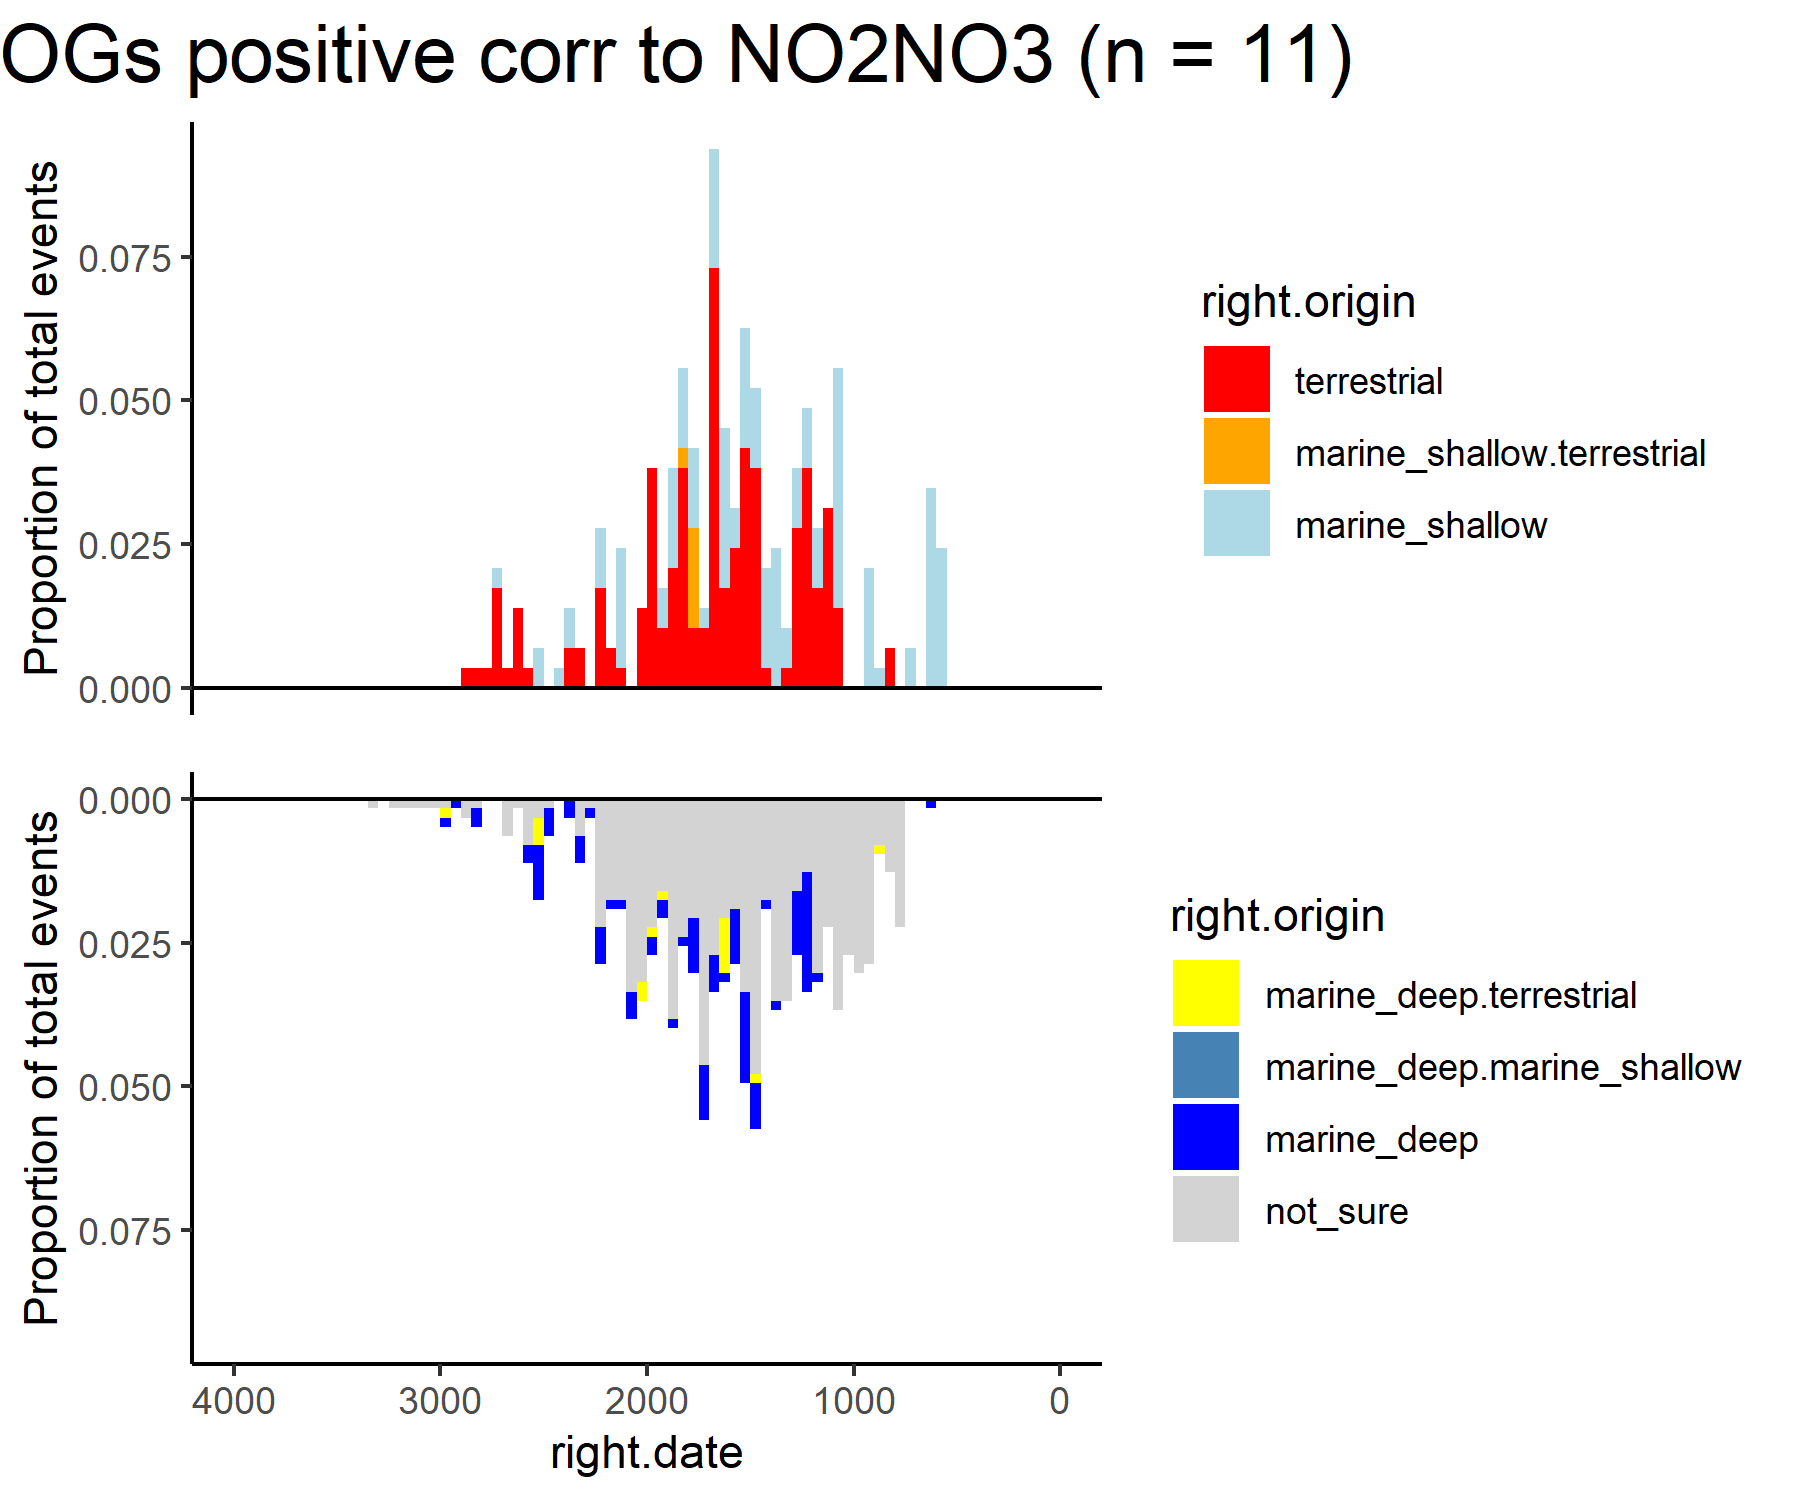 OGs positive corr to NO2NO3 (n = 11)
Proportion of total events
0.075
0.050
0.025
0.000
right.origin
terrestrial
marine_shallow.terrestrial
marine_shallow
Proportion of total events
0.000
0.025
0.050
0.075
4000 3000 2000 1000 0
right.date
right.origin
marine_deep.terrestrial
marine_deep.marine_shallow
marine_deep
not_sure